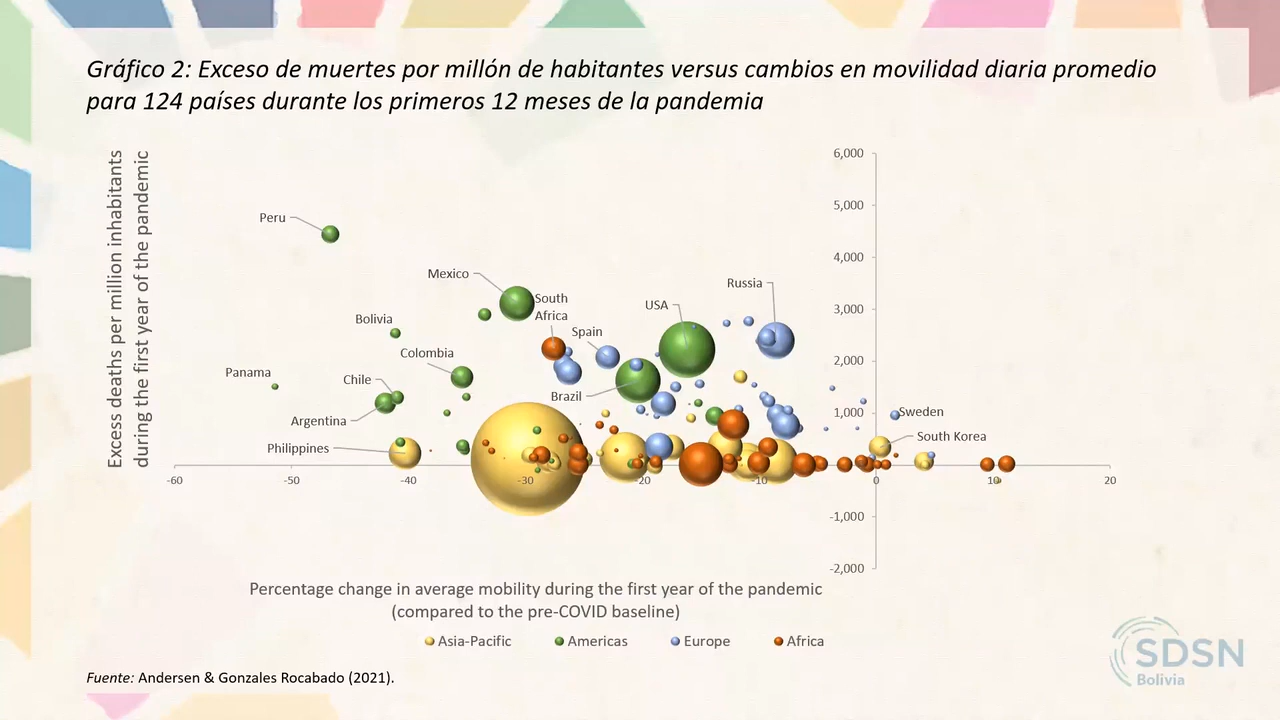 Gráfico 2: Exceso de muertes por millón de habitantes versus cambios en movilidad diaria promedio
para 124 países durante los primeros 12 meses de la pandemia
Excess deaths per million inhabitants
during the first year of the pandemic
6,000
5,000
4,000
3,000
2,000
1,000
-1,000
-2,000
Peru
Mexico
South
Africa
USA
Russia
Bolivia
Spain
Colombia
Panama
Chile
Brazil
Argentina
Sweden
Philippines
South Korea
-60
-50
-40
-30
-20
-10
0
10
20
Percentage change in average mobility during the first year of the pandemic
(compared to the pre-COVID baseline)
Asia-Pacific
Americas
Europe
Africa
Fuente: Andersen & Gonzales Rocabado (2021).
SDSN
Bolivia